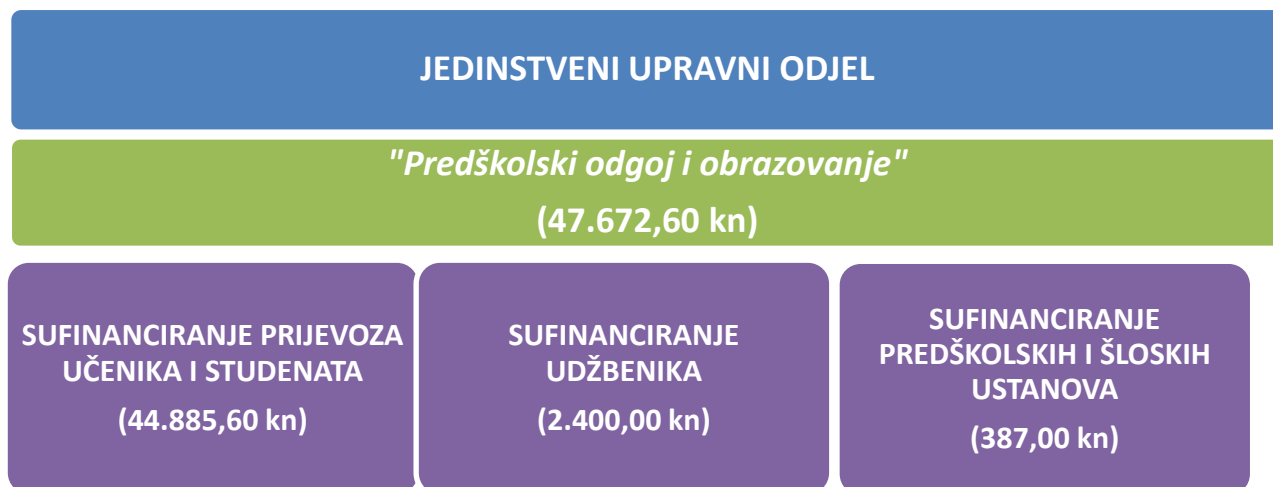 JEDINSTVENI UPRAVNI ODJEL
"Predškolski odgoj i obrazovanje"
(47.672,60 kn)
SUFINANCIRANJE PRIJEVOZA
UČENIKA I STUDENATA
(44.885,60 kn)
SUFINANCIRANJE
UDŽBENIKA
(2.400,00 kn)
SUFINANCIRANJE
PREDŠKOLSKIH I ŠLOSKIH
USTANOVA
(387,00 kn)